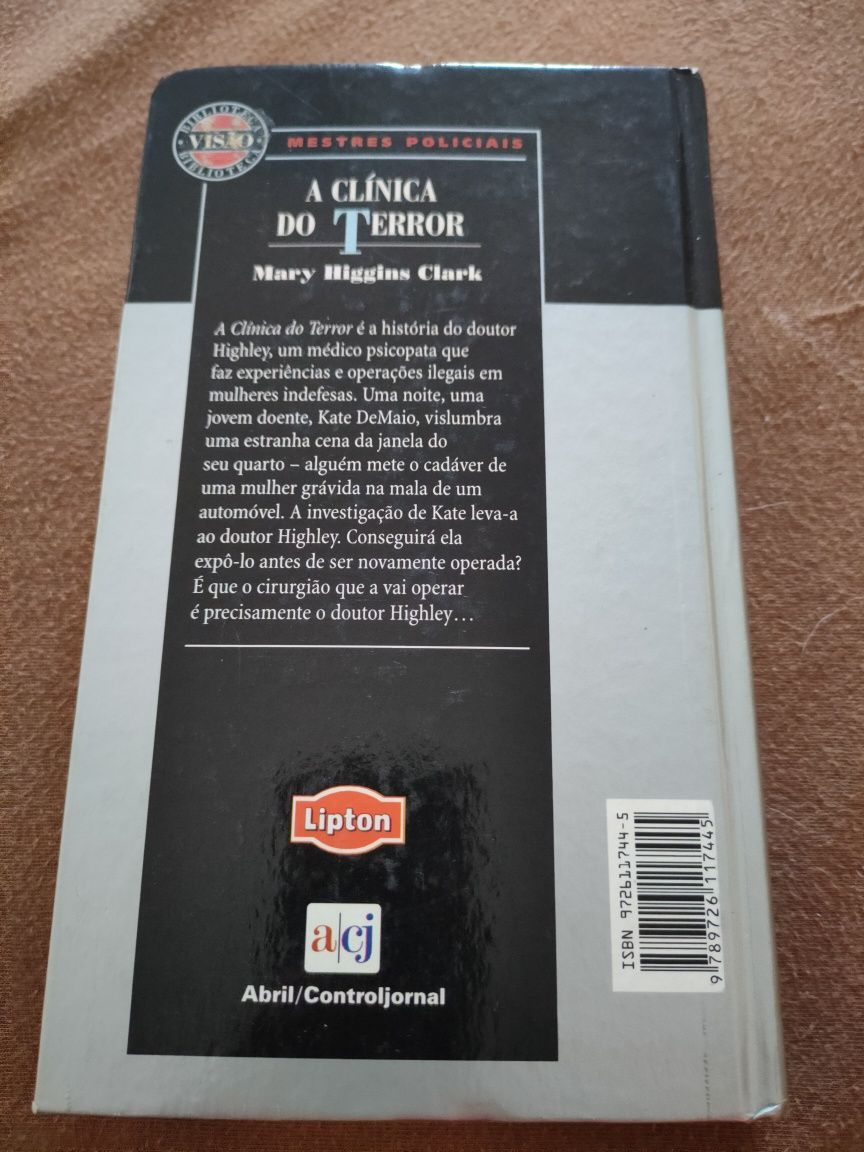 BIBLIOTECA
VISÃO
BIBLIOTECA
MESTRES POLICIAIS
A CLÍNICA
DO TERROR
Mary Higgins Clark
A Clínica do Terror é a história do doutor
Highley, um médico psicopata que
faz experiências e operações ilegais em
mulheres indefesas. Uma noite, uma
jovem doente, Kate DeMaio, vislumbra
uma estranha cena da janela do
seu quarto – alguém mete o cadáver de
uma mulher grávida na mala de um
automóvel. A investigação de Kate leva-a
ao doutor Highley. Conseguirá ela
expô-lo antes de ser novamente operada?
É que o cirurgião que a vai operar
é precisamente o doutor Highley…
Lipton
a|cj
Abril/Controljornal
ISBN 972611744-5
9 789726 117445